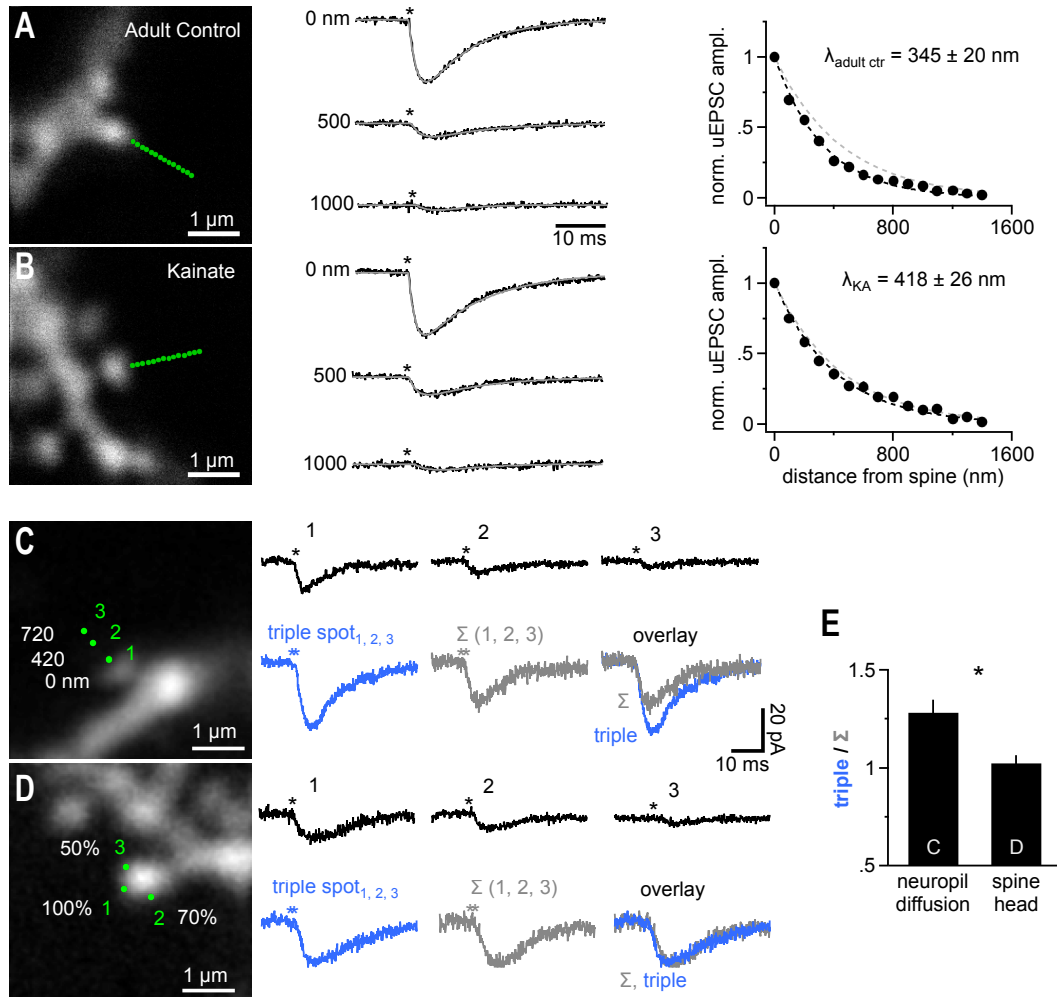 A
Adult Control
1 µm
0 nm
*
500
*
1000
*
10 ms
norm. uEPSC ampl.
1
.5
0
λadult ctr = 345 ± 20 nm
0
800
1600
B
Kainate
1 µm
0 nm
*
500
*
1000
*
norm. uEPSC ampl.
1
.5
0
λKA = 418 ± 26 nm
0
800
1600
distance from spine (nm)
C
3
720
2
420
1
0 nm
1 µm
1
*
2
*
3
*
triple spot1, 2, 3
**
Σ (1, 2, 3)
**
overlay
Σ
triple
20 pA
10 ms
D
50%
3
100%
1
2
70%
1 µm
1
*
2
*
3
*
triple spot1, 2, 3
**
Σ (1, 2, 3)
**
overlay
Σ, triple
E
triple / Σ
1.5
1
.5
*
C
D
neuropil
diffusion
spine
head